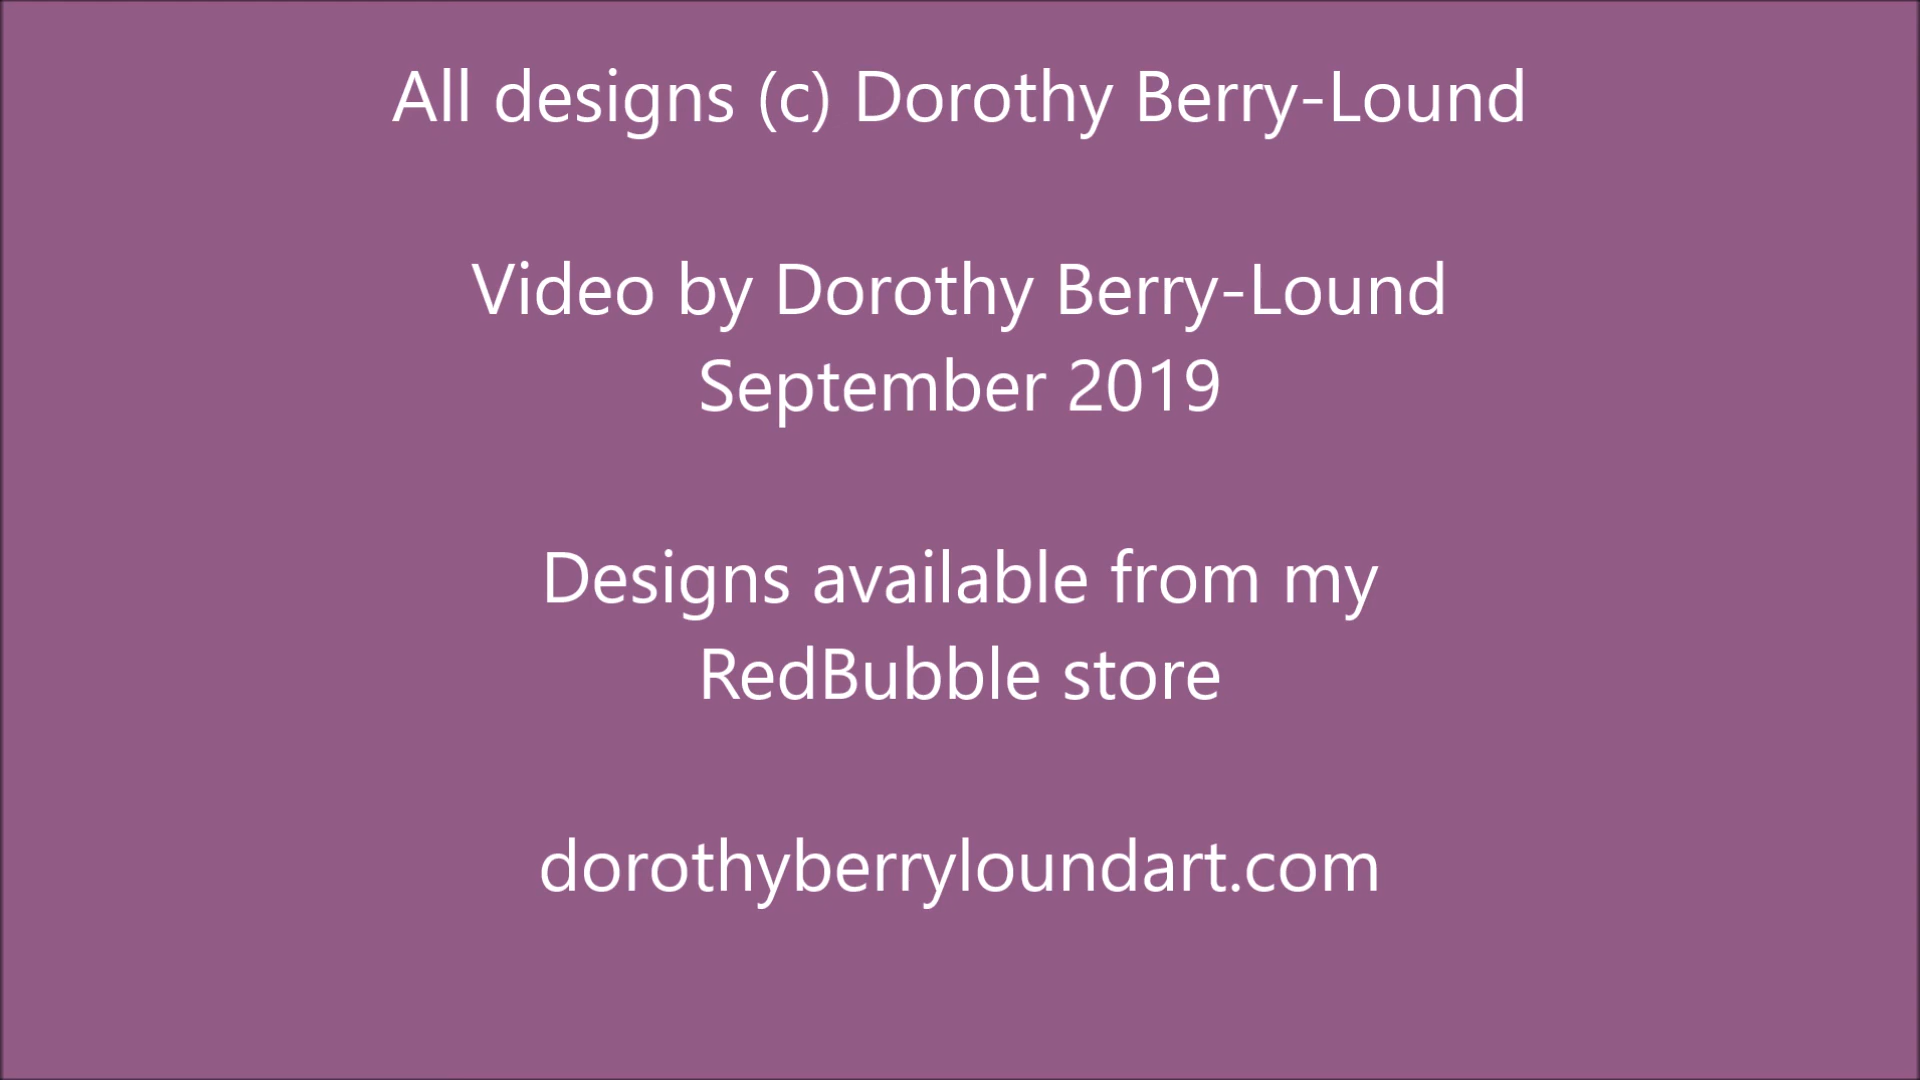 All designs (c) Dorothy Berry-Lound
Video by Dorothy Berry-Lound
September 2019
Designs available from my
RedBubble store
dorothyberryloundart.com